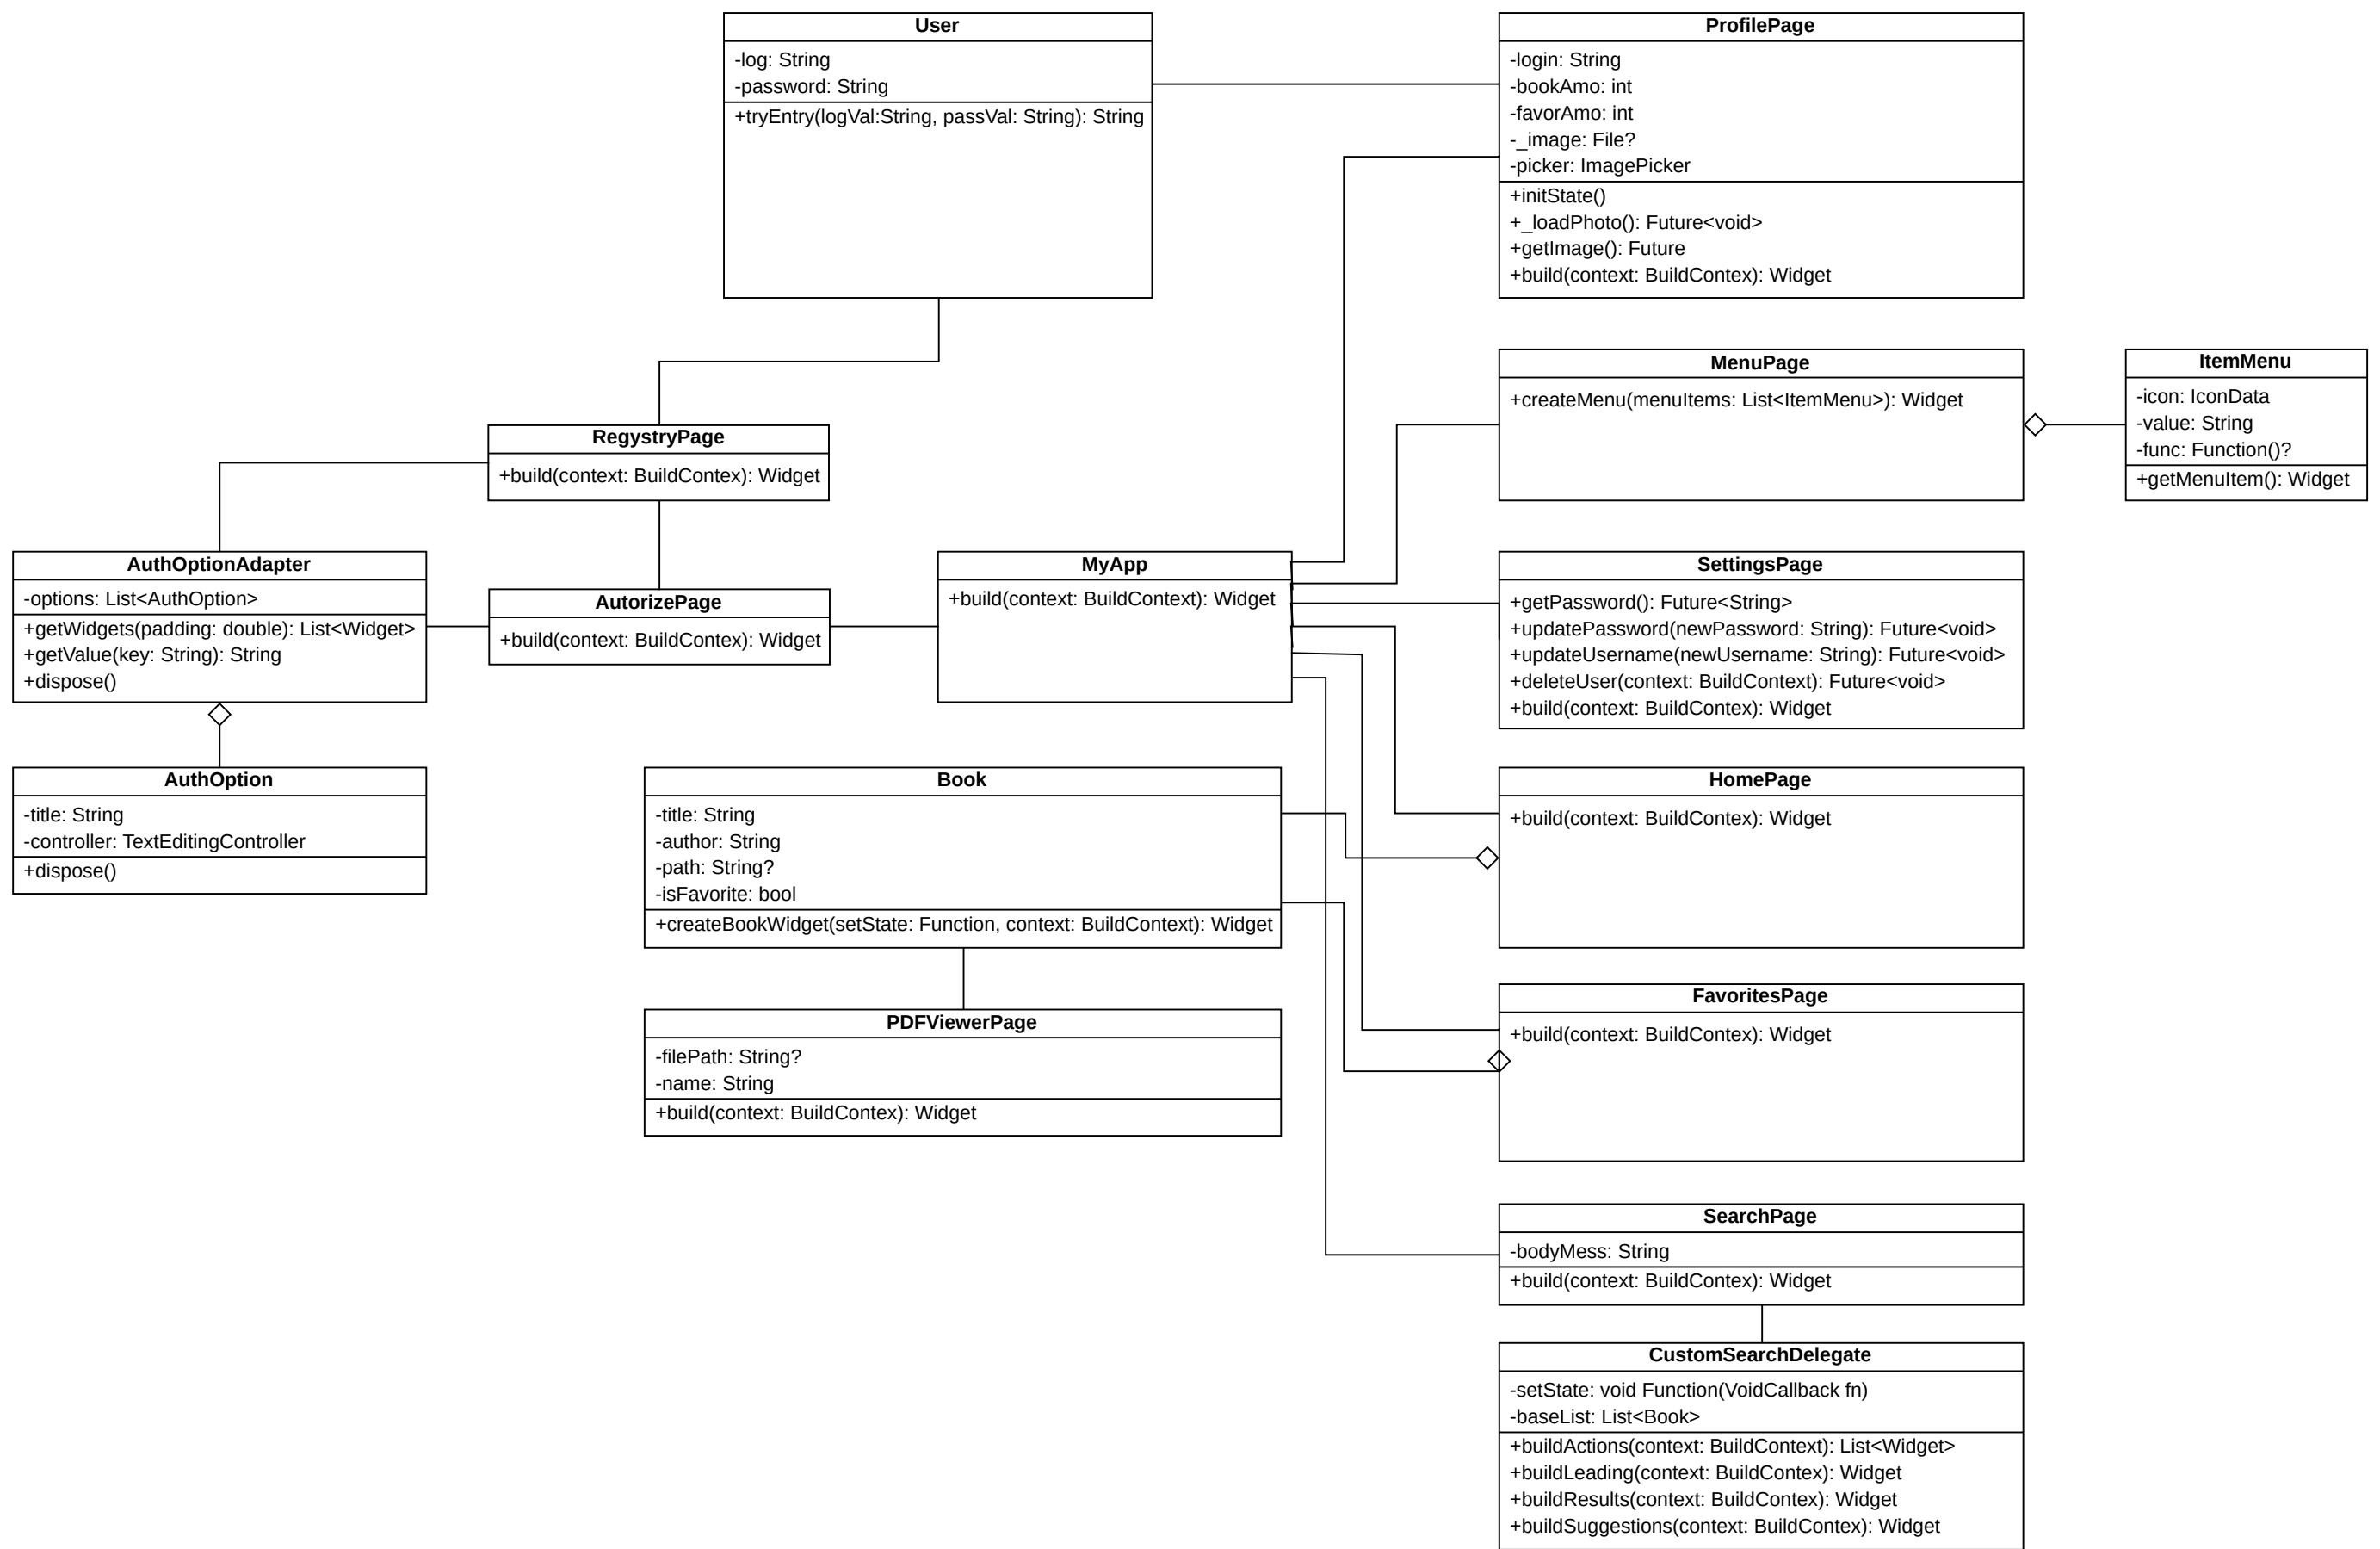 User
-log: String
-password: String
+tryEntry(logVal:String, passVal: String): String
ProfilePage
-login: String
-bookAmo: int
-favorAmo: int
-_image: File?
-picker: ImagePicker
+initState()
+_loadPhoto(): Future<void>
+getImage(): Future
+build(context: BuildContex): Widget
MenuPage
+createMenu(menuItems: List<ItemMenu>): Widget
ItemMenu
-icon: IconData
-value: String
-func: Function()?
+getMenuItem(): Widget
RegystryPage
+build(context: BuildContex): Widget
AuthOptionAdapter
-options: List<AuthOption>
+getWidgets(padding: double): List<Widget>
+getValue(key: String): String
+dispose()
AutorizePage
+build(context: BuildContex): Widget
MyApp
+build(context: BuildContext): Widget
SettingsPage
+getPassword(): Future<String>
+updatePassword(newPassword: String): Future<void>
+updateUsername(newUsername: String): Future<void>
+deleteUser(context: BuildContext): Future<void>
+build(context: BuildContex): Widget
AuthOption
-title: String
-controller: TextEditingController
+dispose()
Book
-title: String
-author: String
-path: String?
-isFavorite: bool
+createBookWidget(setState: Function, context: BuildContext): Widget
HomePage
+build(context: BuildContex): Widget
PDFViewerPage
-filePath: String?
-name: String
+build(context: BuildContex): Widget
FavoritesPage
+build(context: BuildContex): Widget
SearchPage
-bodyMess: String
+build(context: BuildContex): Widget
CustomSearchDelegate
-setState: void Function(VoidCallback fn)
-baseList: List<Book>
+buildActions(context: BuildContext): List<Widget>
+buildLeading(context: BuildContex): Widget
+buildResults(context: BuildContex): Widget
+buildSuggestions(context: BuildContex): Widget